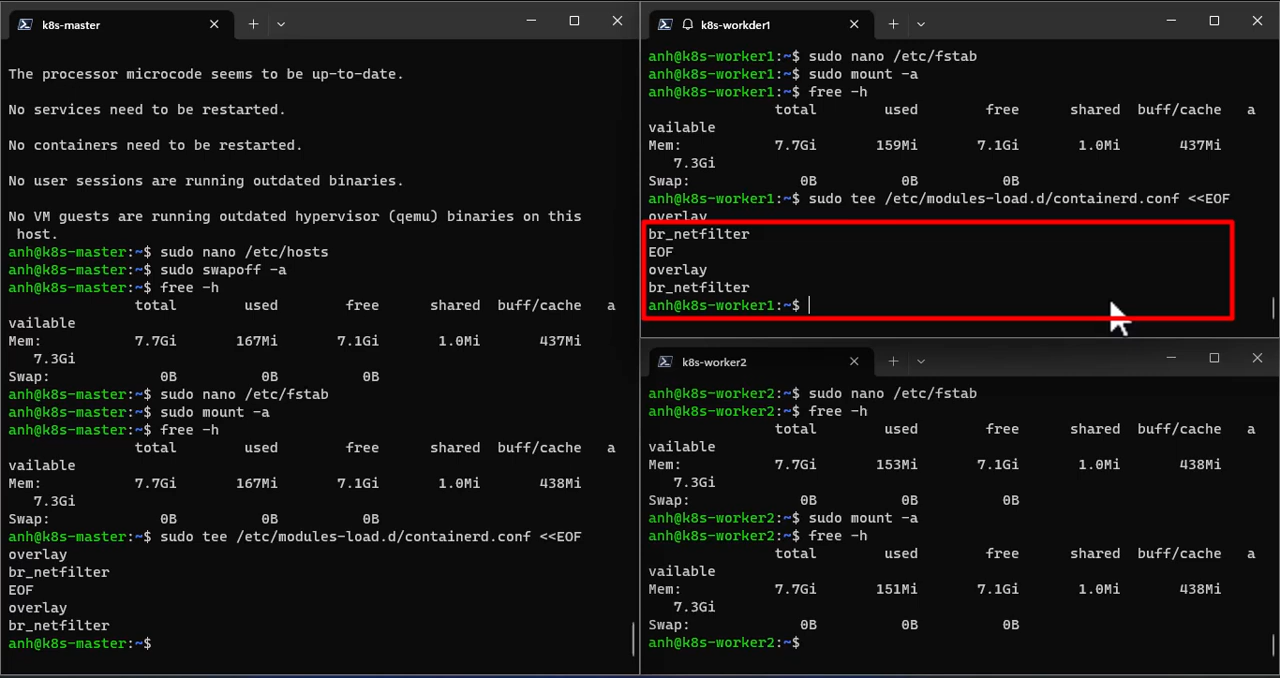 k8s-master
The processor microcode seems to be up-to-date.
No services need to be restarted.
No containers need to be restarted.
No user sessions are running outdated binaries.
No VM guests are running outdated hypervisor (qemu) binaries on this
host.
anh@k8s-master:~$ sudo nano /etc/hosts
anh@k8s-master:~$ sudo swapoff -a
anh@k8s-master:~$ free -h
total used free shared buff/cache a
vailable
Mem: 7.7Gi 167Mi 7.1Gi 1.0Mi 437Mi
7.3Gi
Swap: 0B 0B 0B
anh@k8s-master:~$ sudo nano /etc/fstab
anh@k8s-master:~$ sudo mount -a
anh@k8s-master:~$ free -h
total used free shared buff/cache a
vailable
Mem: 7.7Gi 167Mi 7.1Gi 1.0Mi 438Mi
7.3Gi
Swap: 0B 0B 0B
anh@k8s-master:~$ sudo tee /etc/modules-load.d/containerd.conf <<EOF
overlay
br_netfilter
EOF
overlay
br_netfilter
anh@k8s-master:~$
k8s-workder1
anh@k8s-worker1:~$ sudo nano /etc/fstab
anh@k8s-worker1:~$ sudo mount -a
anh@k8s-worker1:~$ free -h
total used free shared buff/cache a
vailable
Mem: 7.7Gi 159Mi 7.1Gi 1.0Mi 437Mi
7.3Gi
Swap: 0B 0B 0B
anh@k8s-worker1:~$ sudo tee /etc/modules-load.d/containerd.conf <<EOF
overlay
br_netfilter
EOF
overlay
br_netfilter
anh@k8s-worker1:~$
k8s-worker2
anh@k8s-worker2:~$ sudo nano /etc/fstab
anh@k8s-worker2:~$ free -h
total used free shared buff/cache a
vailable
Mem: 7.7Gi 153Mi 7.1Gi 1.0Mi 438Mi
7.3Gi
Swap: 0B 0B 0B
anh@k8s-worker2:~$ sudo mount -a
anh@k8s-worker2:~$ free -h
total used free shared buff/cache a
vailable
Mem: 7.7Gi 151Mi 7.1Gi 1.0Mi 438Mi
7.3Gi
Swap: 0B 0B 0B
anh@k8s-worker2:~$